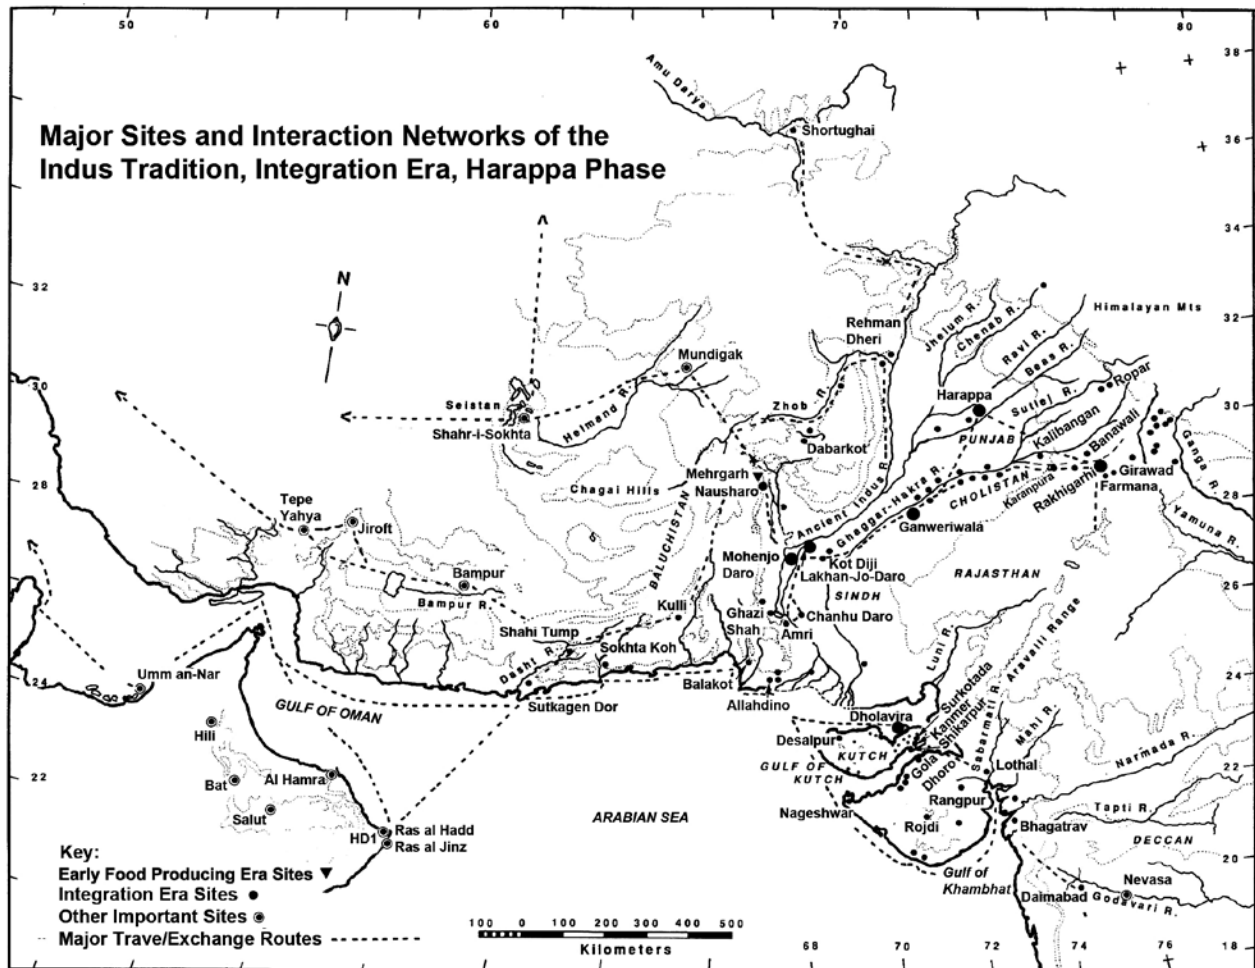 50
60
70
80
38
36
34
32
30
28
26
24
22
20
32
30
28
26
24
22
68
70
72
74
76
Major Sites and Interaction Networks of the
Indus Tradition, Integration Era, Harappa Phase
N
Amu Darya
Shortughai
Himalayan Mts
Rehman
Dheri
Jhelum R.
Chenab R.
Ravi R.
Beas R.
Sutlej R.
Ropar
Harappa
PUNJAB
Kalibangan
Banawali
Mundigak
Zhob R.
Dabarkot
Seistan
Shahr-i-Sokhta
Helmand R.
Mehrgarh
Nausharo
Chagai Hills
BALUCHISTAN
Ancient Indus R.
Ghaggar-Hakra R.
CHOLISTAN
Karanpura
Rakhigarhi
Girawad
Farmana
Ganga R.
Yamuna R.
Ganweriwala
Tepe
Yahya
Jiroft
Bampur
Bampur R.
Mohenjo
Daro
Kot Diji
Lakhan-Jo-Daro
SINDH
RAJASTHAN
Kulli
Ghazi
Shah
Amri
Chanhu Daro
Shahi Tump
Dasht R.
Sokhta Koh
Sutkagen Dor
Balakot
Allahdino
Luni R.
Aravalli Range
Umm an-Nar
GULF OF OMAN
Hili
Bat
Al Hamra
Salut
HD1
Ras al Hadd
Ras al Jinz
ARABIAN SEA
Dholavira
Surkotada
Kanmer
Shikarpur
Desalpur
KUTCH
GULF OF
KUTCH
Gola
Dhoro
Nageshwar
Rangpur
Rojdi
Sabarmati R.
Mahi R.
Lothal
Narmada R.
Tapti R.
Bhagatrav
DECCAN
Gulf of
Khambhat
Daimabad
Nevasa
Godavari R.
Key:
Early Food Producing Era Sites
Integration Era Sites
Other Important Sites
Major Trave/Exchange Routes
100 0 100 200 300 400 500
Kilometers